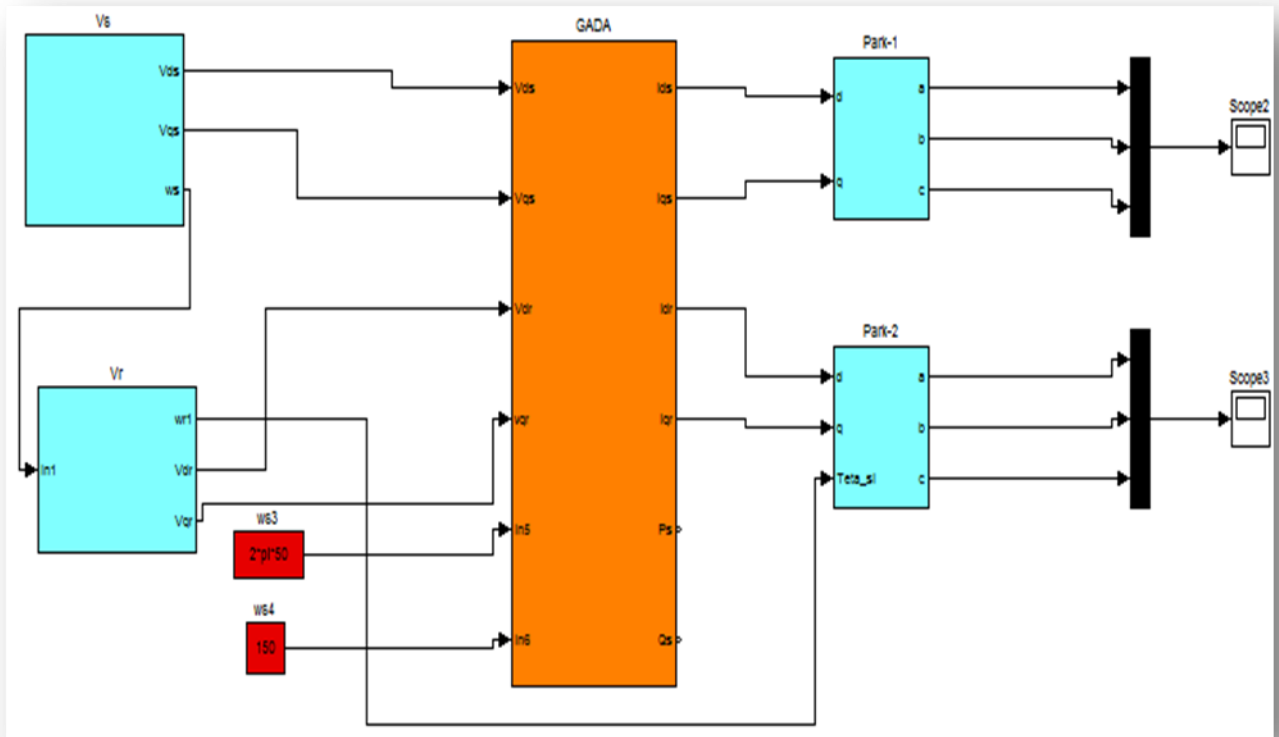 Vs
Vds
Vqs
ws
Vr
In1
wr1
Vdr
Vqr
ws3
2*pi*50
ws4
150
GADA
Vds
Vqs
Vdr
vqr
In5
In6
Ids
Iqs
Idr
Iqr
Ps
Qs
Park-1
d
q
a
b
c
Scope2
Park-2
d
q
Teta_sl
a
b
c
Scope3